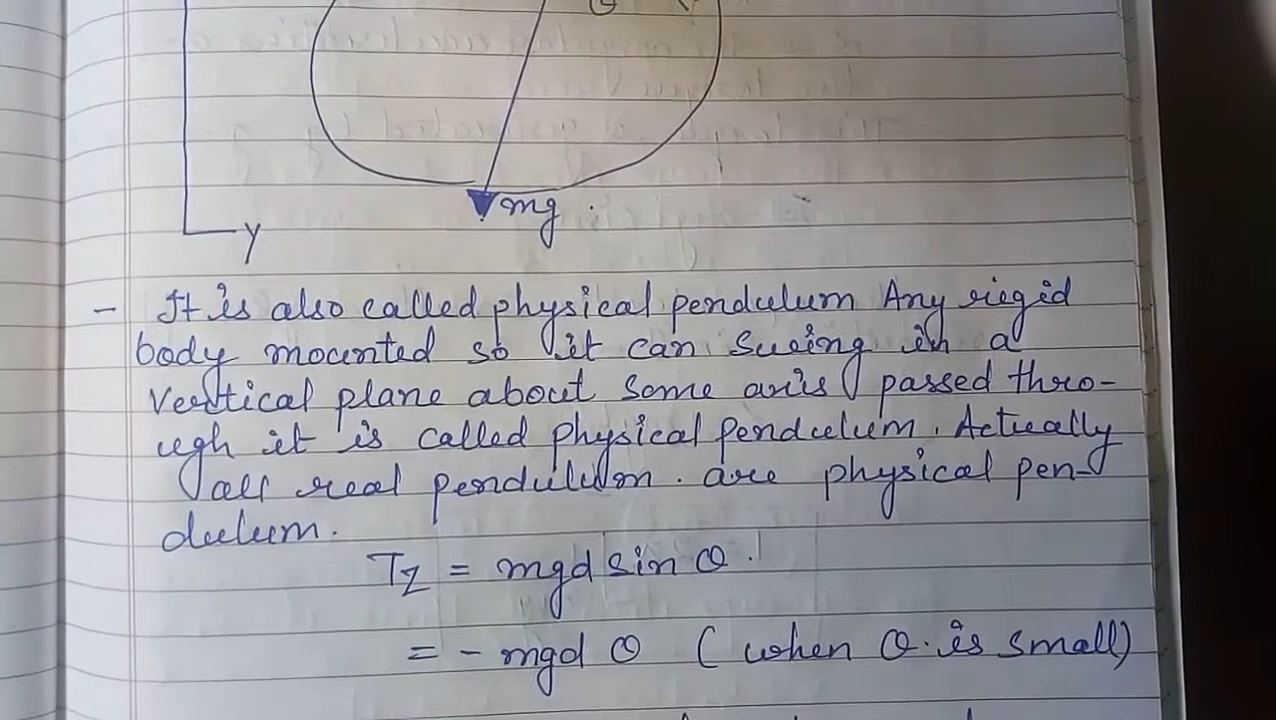 θ
mg.
y
- It is also called physical pendulum Any riegid
body mounted so it can swing in a
vertical plane about some axis passed thro-
ugh it is called physical pendulum. Actually
all real pendulum. are physical pen-
dulum.
Tz = mgd sin θ.
= - mgd θ (when θ. is small)